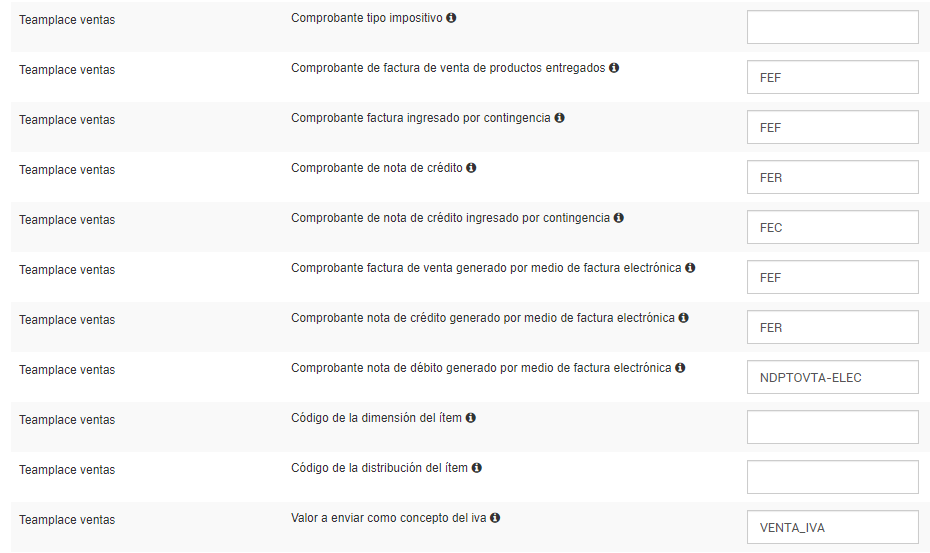 Teamplace ventas Comprobante tipo impositivo
Teamplace ventas Comprobante de factura de venta de productos entregados FEF
Teamplace ventas Comprobante factura ingresado por contingencia FEF
Teamplace ventas Comprobante de nota de crédito FER
Teamplace ventas Comprobante de nota de crédito ingresado por contingencia FEC
Teamplace ventas Comprobante factura de venta generado por medio de factura electrónica FEF
Teamplace ventas Comprobante nota de crédito generado por medio de factura electrónica FER
Teamplace ventas Comprobante nota de débito generado por medio de factura electrónica NDPTOVTA-ELEC
Teamplace ventas Código de la dimensión del ítem
Teamplace ventas Código de la distribución del ítem
Teamplace ventas Valor a enviar como concepto del iva VENTA_IVA